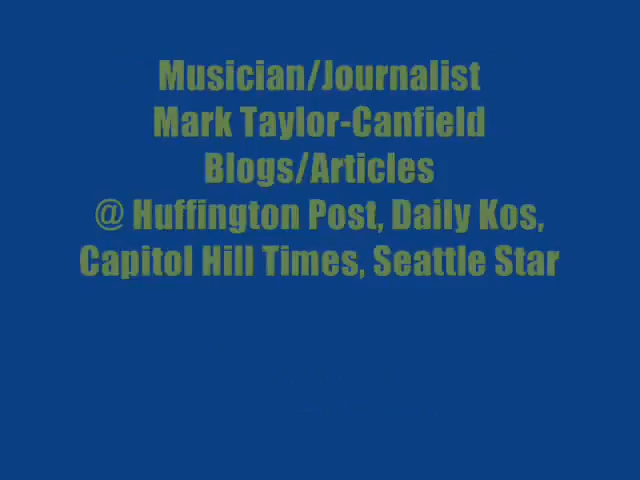 Musician/Journalist
Mark Taylor-Canfield
Blogs/Articles
@ Huffington Post, Daily Kos,
Capitol Hill Times, Seattle Star